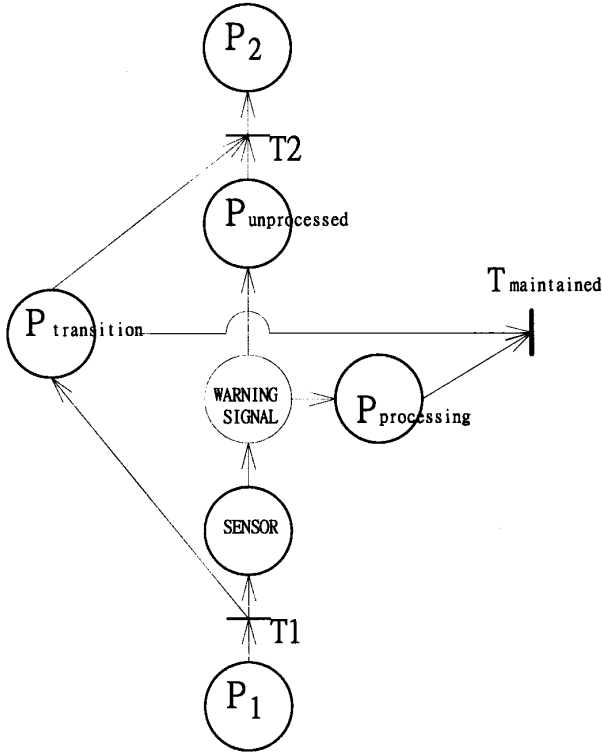 P2
T2
Punprocessed
Tmaintained
Ptransition
WARNING
SIGNAL
Pprocessing
SENSOR
T1
P1